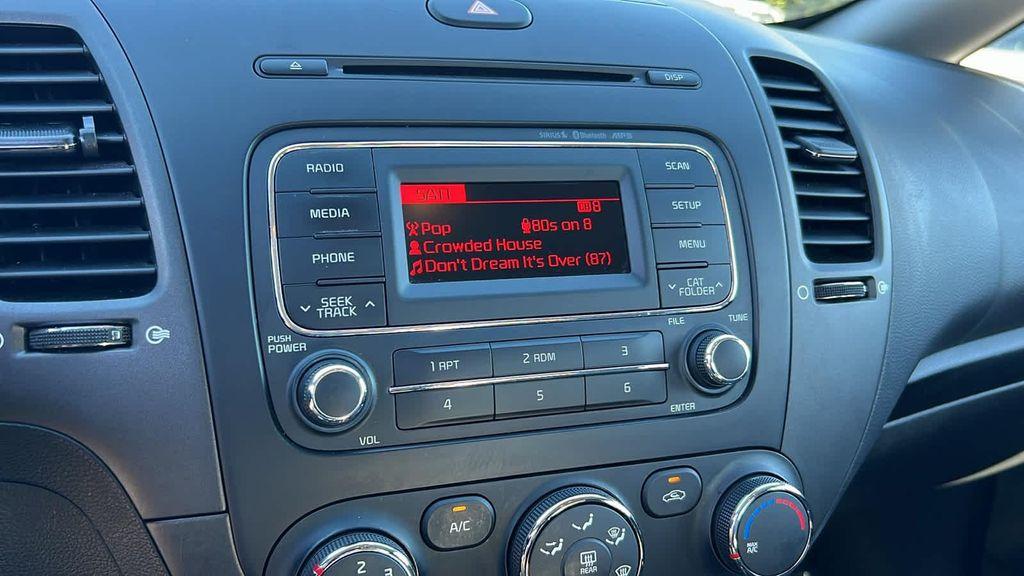 DISP
SIRIUS Bluetooth MP3
RADIO
MEDIA
PHONE
SEEK
TRACK
SAT1
CH 8
Pop 80s on 8
Crowded House
Don't Dream It's Over (87)
SCAN
SETUP
MENU
CAT
FOLDER
PUSH
POWER
VOL
1 RPT
2 RDM
3
4
5
6
FILE
TUNE
ENTER
A/C
2 3
REAR
MAX
A/C